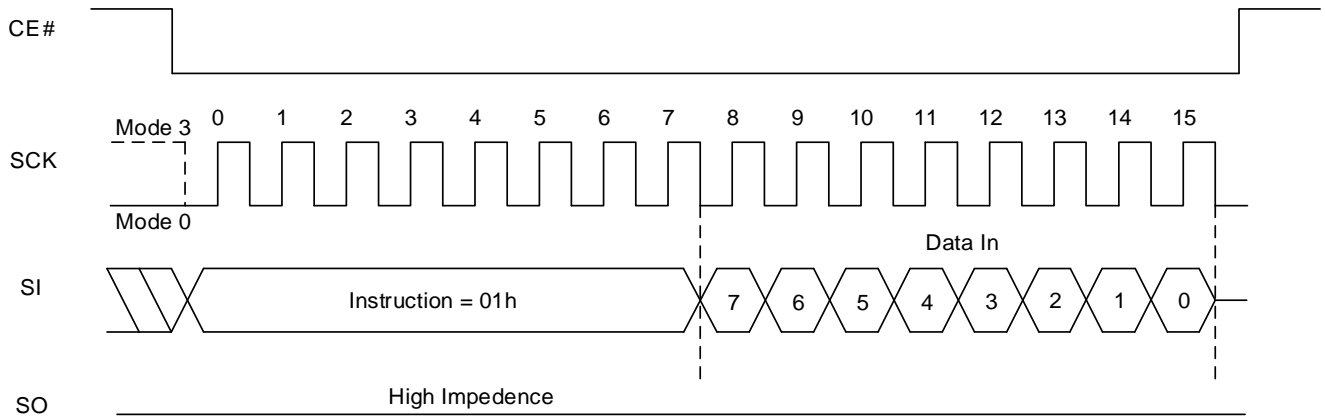 CE#
0 1 2 3 4 5 6 7 8 9 10 11 12 13 14 15
Mode 3
SCK
Mode 0
Data In
SI
Instruction = 01h
7 6 5 4 3 2 1 0
High Impedence
SO